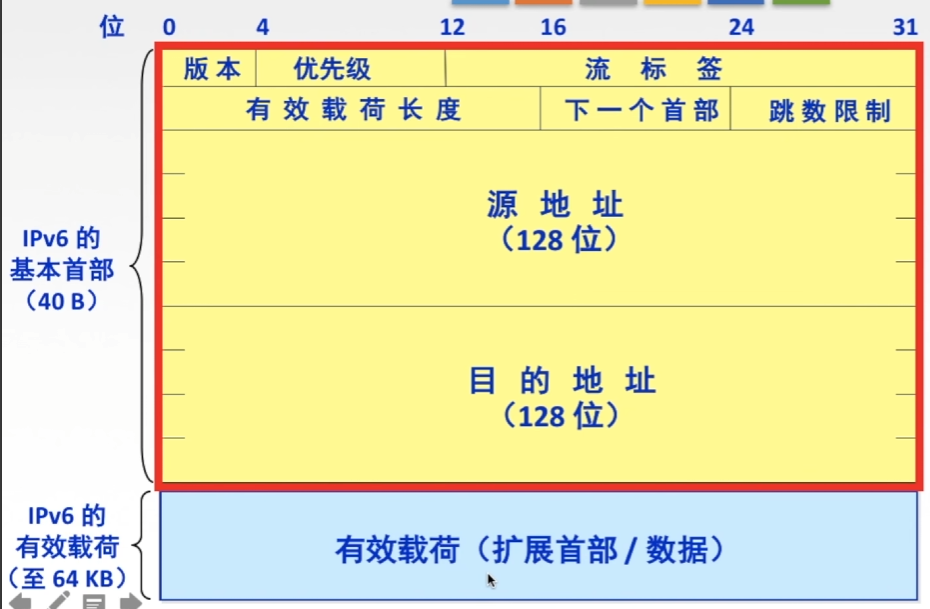 位 0 4 12 16 24 31
版本 优先级 流标签
有效载荷长度 下一个首部 跳数限制
源地址
（128 位）
IPv6 的
基本首部
（40 B）
目的地址
（128 位）
IPv6 的
有效载荷
（至 64 KB）
有效载荷（扩展首部 / 数据）